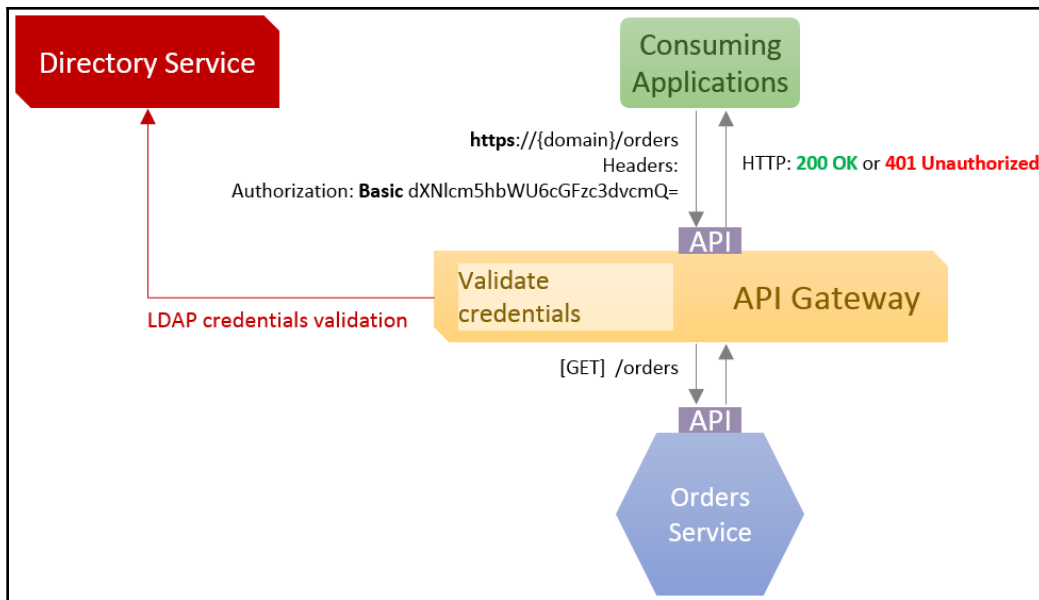 Directory Service
Consuming
Applications
https://{domain}/orders
Headers:
Authorization: Basic dXNlcm5hbWU6cGFzc3dvcmQ=
HTTP: 200 OK or 401 Unauthorized
API
Validate
credentials
API Gateway
LDAP credentials validation
[GET] /orders
API
Orders
Service